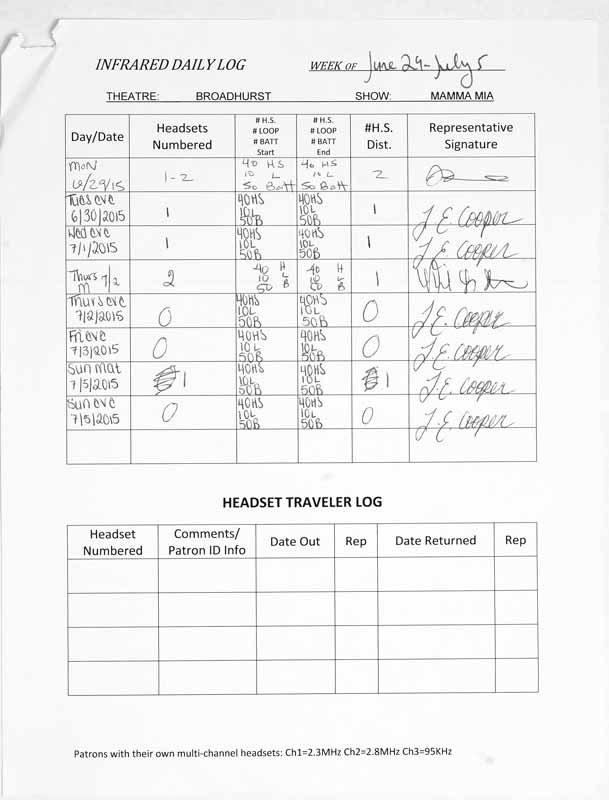 INFRARED DAILY LOG WEEK OF June 29-July 5
THEATRE: BROADHURST SHOW: MAMMA MIA
Day/Date Headsets Numbered # H.S. # LOOP # BATT Start # H.S. # LOOP # BATT End #H.S. Dist. Representative Signature
Mon 6/29/15 1-2 40 HS 10 L 50 Batt 40 HS 10 L 50 Batt 2
Tues eve 6/30/2015 1 40HS 10L 50B 40HS 10L 50B 1 J.E. Cooper
Wed eve 7/1/2015 1 40HS 10L 50B 40HS 10L 50B 1 J.E. Cooper
Thurs 7/2 M 2 40 H 10 L 50 B 40 H 10 L 50 B 1
Thurs eve 7/2/2015 0 40HS 10L 50B 40HS 10L 50B 0 J.E. Cooper
Fri eve 7/3/2015 0 40HS 10L 50B 40HS 10L 50B 0 J.E. Cooper
Sun mat 7/5/2015 1 40HS 10L 50B 40HS 10L 50B 1 J.E. Cooper
Sun eve 7/5/2015 0 40HS 10L 50B 40HS 10L 50B 0 J.E. Cooper
HEADSET TRAVELER LOG
Headset Numbered Comments/ Patron ID Info Date Out Rep Date Returned Rep
Patrons with their own multi-channel headsets: Ch1=2.3MHz Ch2=2.8MHz Ch3=95KHz